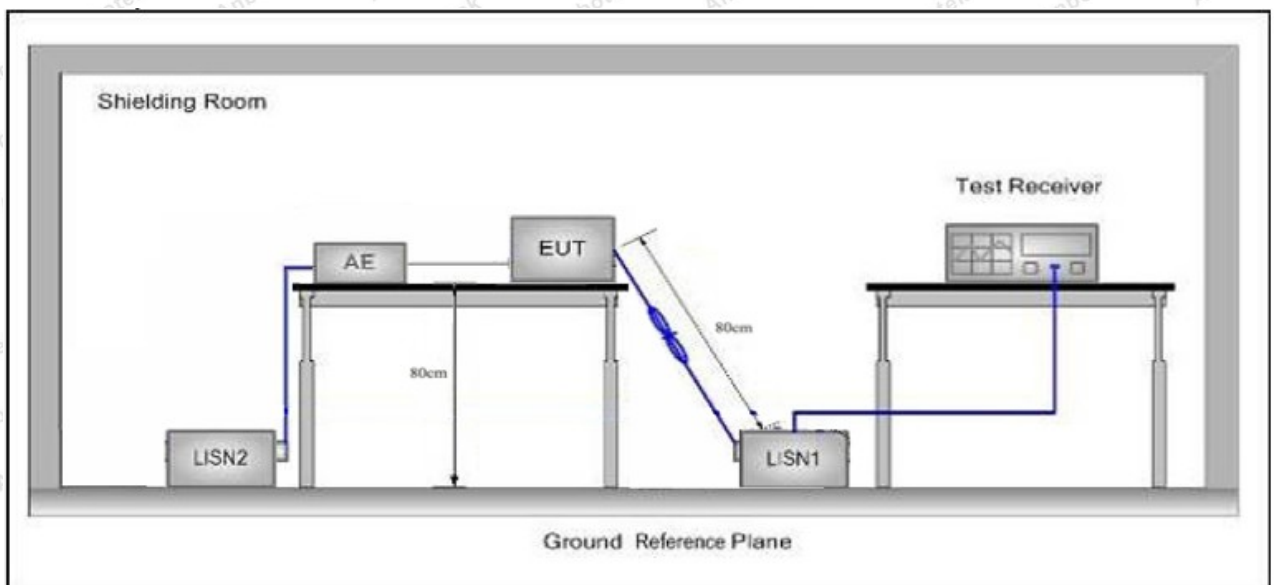 Shielding Room
Test Receiver
EUT
AE
80cm
80cm
LISN2
LISN1
Ground Reference Plane